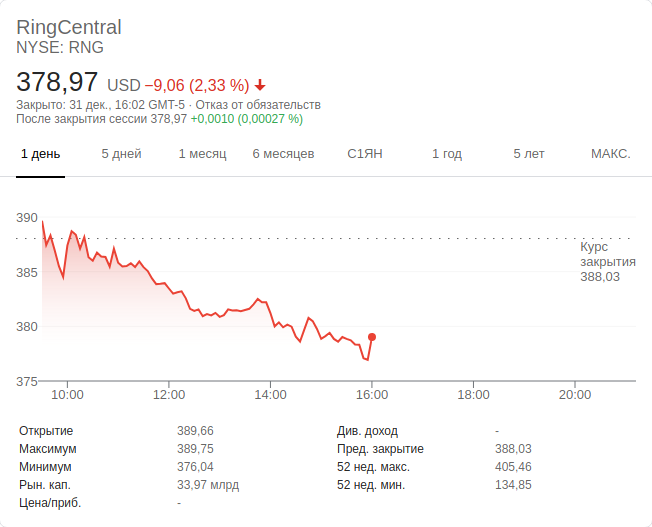 RingCentral
NYSE: RNG
378,97 USD −9,06 (2,33 %)
Закрыто: 31 дек., 16:02 GMT-5 · Отказ от обязательств
После закрытия сессии 378,97 +0,0010 (0,00027 %)
1 день 5 дней 1 месяц 6 месяцев С1ЯН 1 год 5 лет МАКС.
390
Курс
закрытия
388,03
385
380
375
10:00 12:00 14:00 16:00 18:00 20:00
Открытие 389,66 Див. доход -
Максимум 389,75 Пред. закрытие 388,03
Минимум 376,04 52 нед. макс. 405,46
Рын. кап. 33,97 млрд 52 нед. мин. 134,85
Цена/приб. -